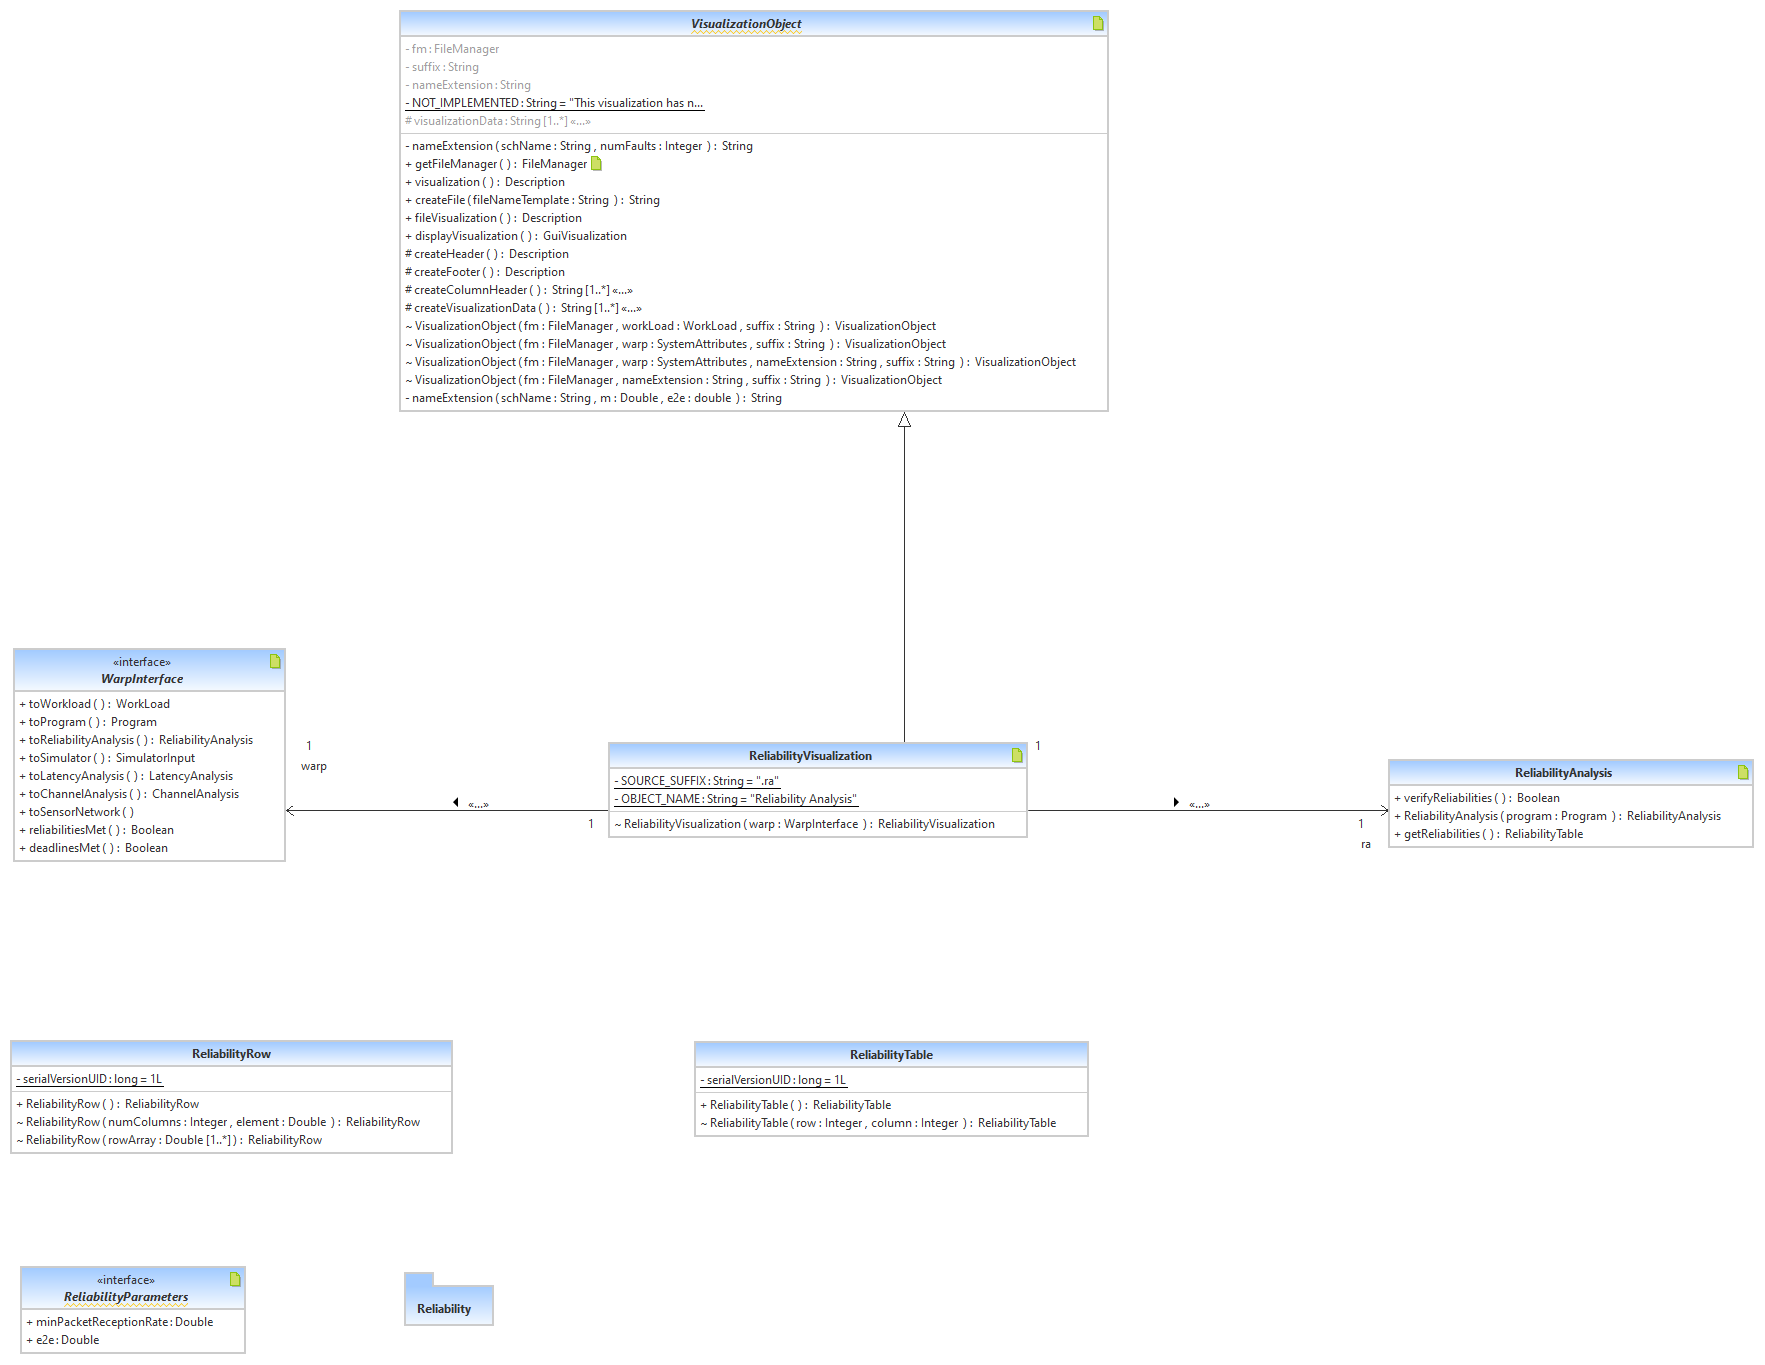 VisualizationObject
- fm : FileManager
- suffix : String
- nameExtension : String
- NOT_IMPLEMENTED : String = "This visualization has n...
# visualizationData : String [1..*] «...»
- nameExtension ( schName : String , numFaults : Integer ) : String
+ getFileManager ( ) : FileManager
+ visualization ( ) : Description
+ createFile ( fileNameTemplate : String ) : String
+ fileVisualization ( ) : Description
+ displayVisualization ( ) : GuiVisualization
# createHeader ( ) : Description
# createFooter ( ) : Description
# createColumnHeader ( ) : String [1..*] «...»
# createVisualizationData ( ) : String [1..*] «...»
~ VisualizationObject ( fm : FileManager , workLoad : WorkLoad , suffix : String ) : VisualizationObject
~ VisualizationObject ( fm : FileManager , warp : SystemAttributes , suffix : String ) : VisualizationObject
~ VisualizationObject ( fm : FileManager , warp : SystemAttributes , nameExtension : String , suffix : String ) : VisualizationObject
~ VisualizationObject ( fm : FileManager , nameExtension : String , suffix : String ) : VisualizationObject
- nameExtension ( schName : String , m : Double , e2e : double ) : String
«interface»
WarpInterface
+ toWorkload ( ) : WorkLoad
+ toProgram ( ) : Program
+ toReliabilityAnalysis ( ) : ReliabilityAnalysis
+ toSimulator ( ) : SimulatorInput
+ toLatencyAnalysis ( ) : LatencyAnalysis
+ toChannelAnalysis ( ) : ChannelAnalysis
+ toSensorNetwork ( )
+ reliabilitiesMet ( ) : Boolean
+ deadlinesMet ( ) : Boolean
1
warp
«...»
1
ReliabilityVisualization
- SOURCE_SUFFIX : String = ".ra"
- OBJECT_NAME : String = "Reliability Analysis"
~ ReliabilityVisualization ( warp : WarpInterface ) : ReliabilityVisualization
1
«...»
1
ra
ReliabilityAnalysis
+ verifyReliabilities ( ) : Boolean
+ ReliabilityAnalysis ( program : Program ) : ReliabilityAnalysis
+ getReliabilities ( ) : ReliabilityTable
ReliabilityRow
- serialVersionUID : long = 1L
+ ReliabilityRow ( ) : ReliabilityRow
~ ReliabilityRow ( numColumns : Integer , element : Double ) : ReliabilityRow
~ ReliabilityRow ( rowArray : Double [1..*] ) : ReliabilityRow
ReliabilityTable
- serialVersionUID : long = 1L
+ ReliabilityTable ( ) : ReliabilityTable
~ ReliabilityTable ( row : Integer , column : Integer ) : ReliabilityTable
«interface»
ReliabilityParameters
+ minPacketReceptionRate : Double
+ e2e : Double
Reliability